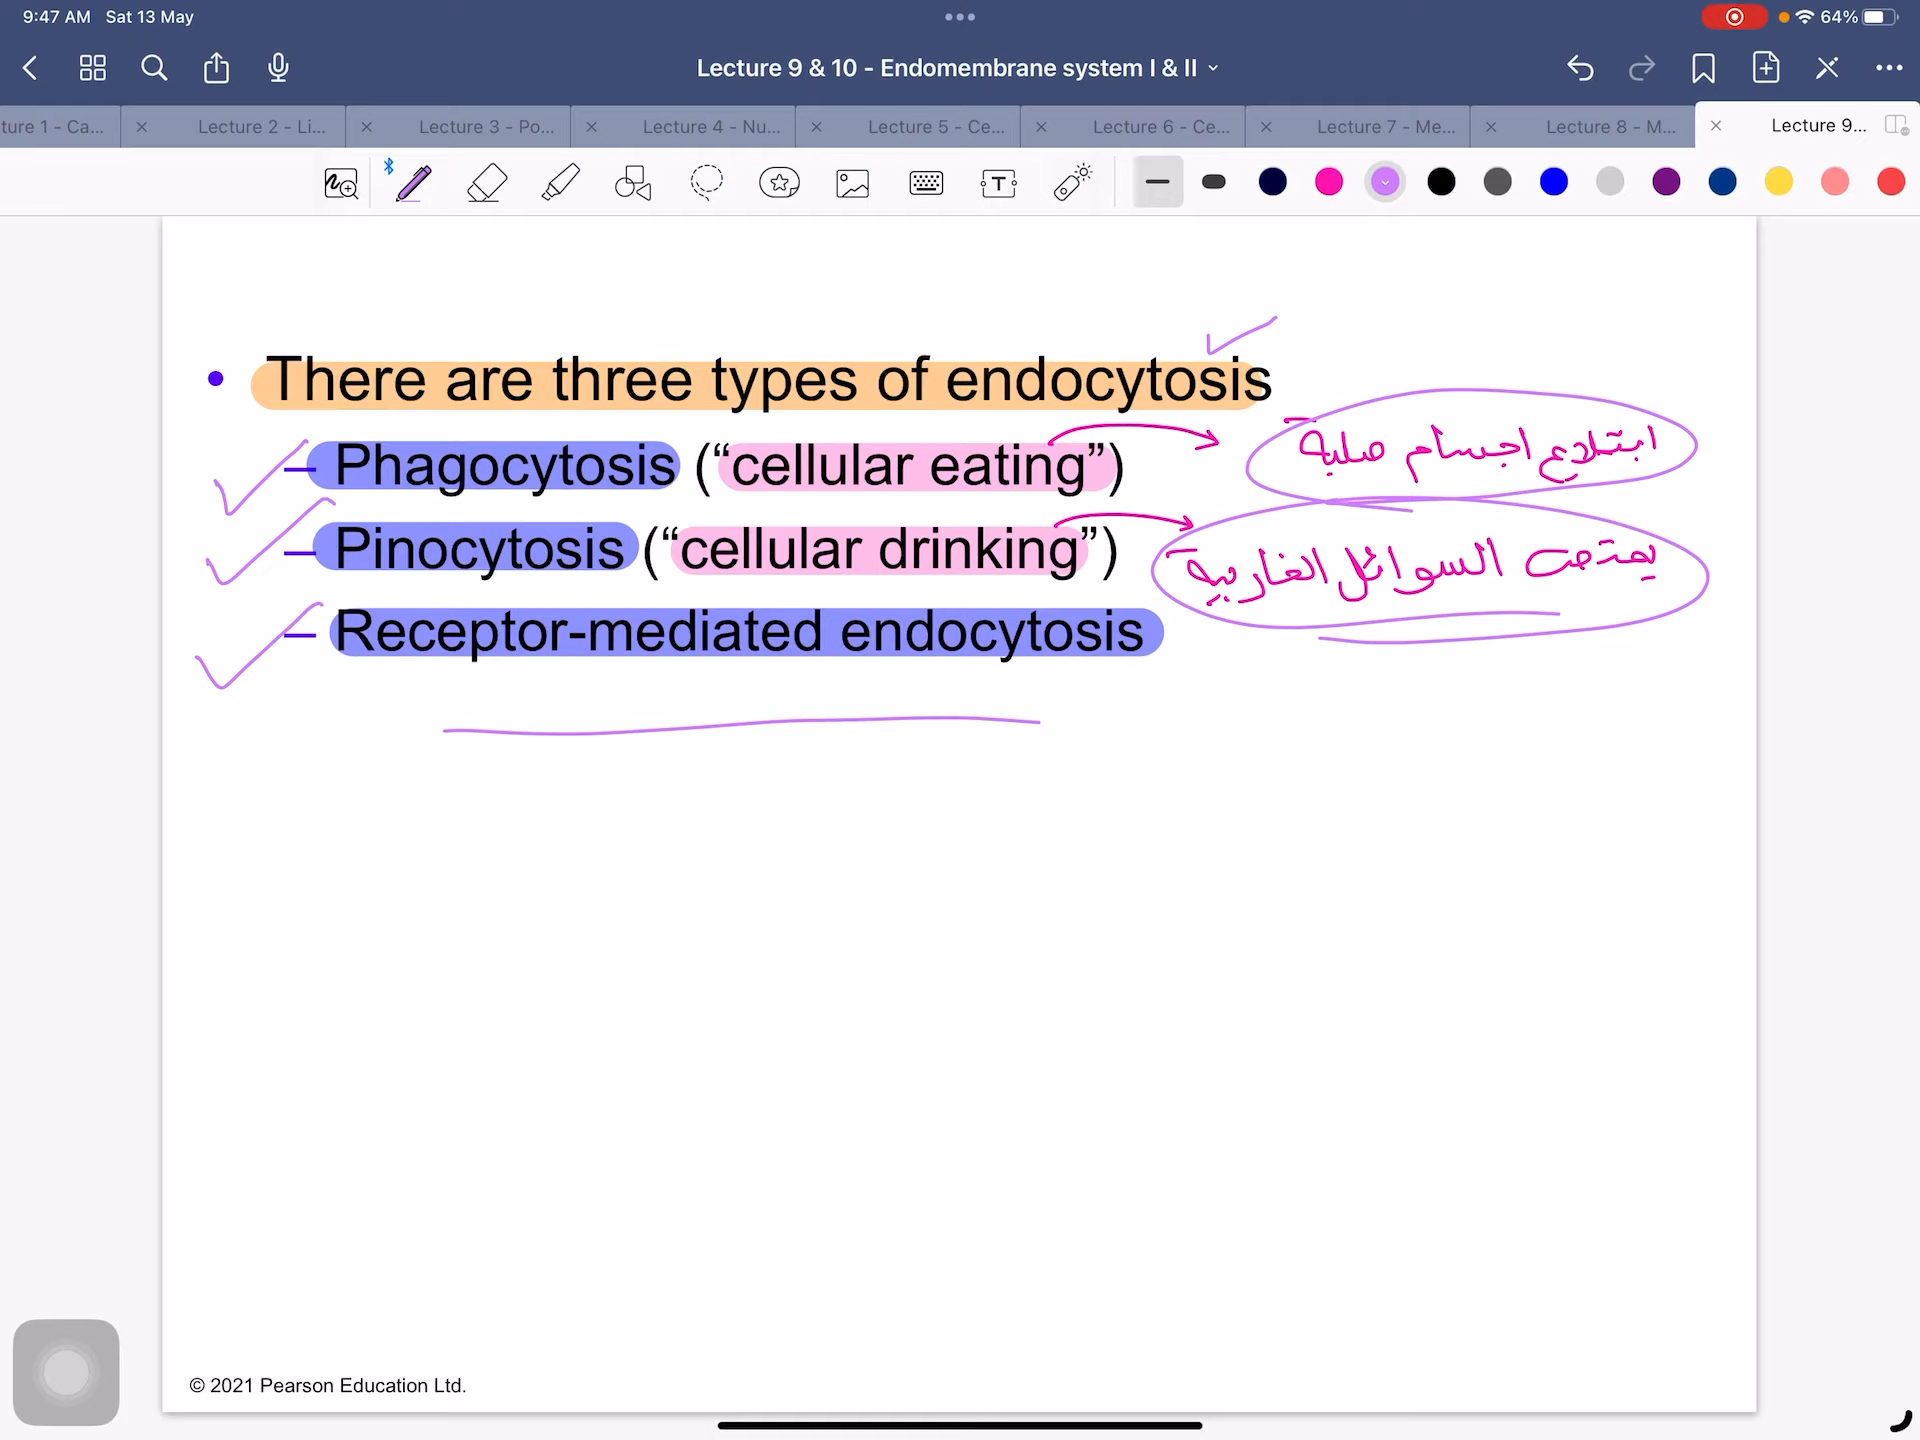 9:47 AM Sat 13 May
64%
Lecture 9 & 10 - Endomembrane system I & II
ture 1 - Ca...
Lecture 2 - Li...
Lecture 3 - Po...
Lecture 4 - Nu...
Lecture 5 - Ce...
Lecture 6 - Ce...
Lecture 7 - Me...
Lecture 8 - M...
Lecture 9...
• There are three types of endocytosis
– Phagocytosis (“cellular eating”)
ابتلاع اجسام صلبة
– Pinocytosis (“cellular drinking”)
يمتص السوائل الخارجية
– Receptor-mediated endocytosis
© 2021 Pearson Education Ltd.